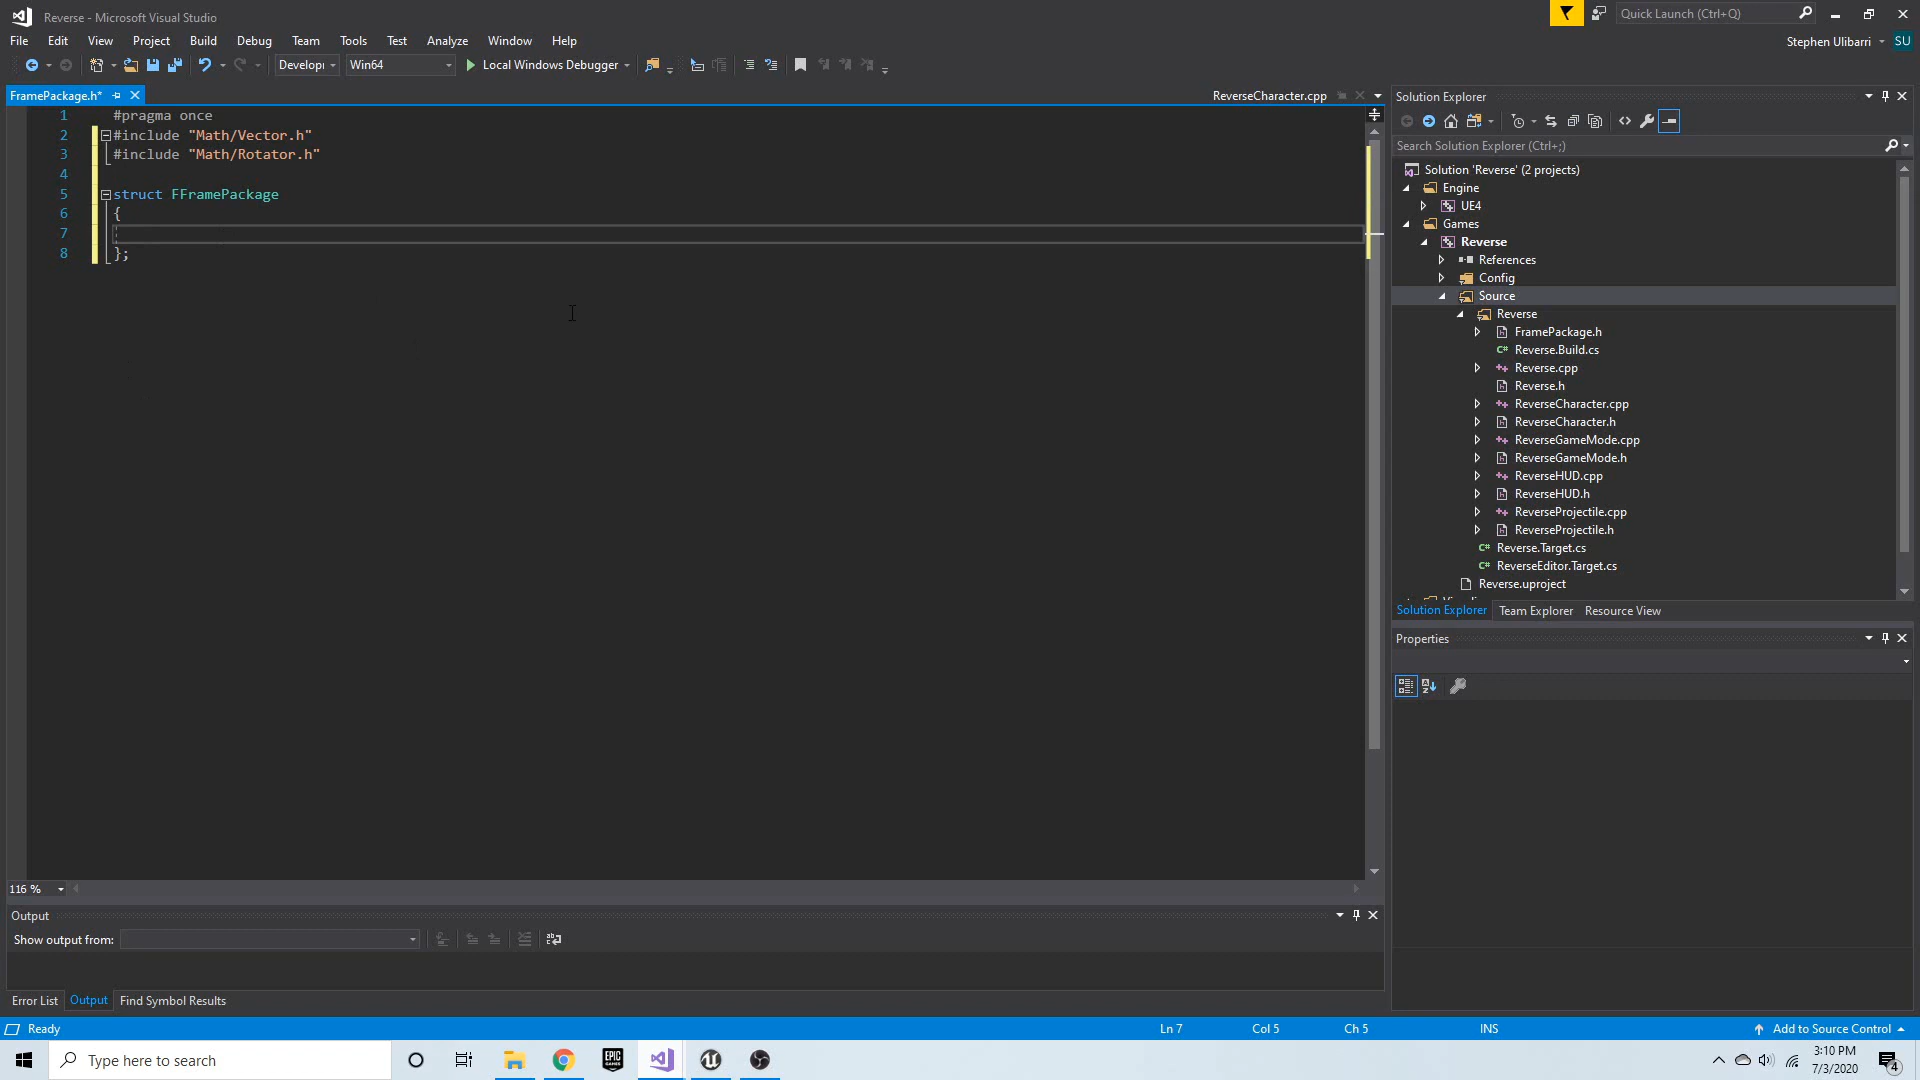 Reverse - Microsoft Visual Studio
Quick Launch (Ctrl+Q)
File Edit View Project Build Debug Team Tools Test Analyze Window Help
Stephen Ulibarri SU
Develop Win64 Local Windows Debugger
FramePackage.h*
ReverseCharacter.cpp
1 #pragma once
2 #include "Math/Vector.h"
3 #include "Math/Rotator.h"
4
5 struct FFramePackage
6 {
7
8 };
116 %
Output
Show output from:
Error List Output Find Symbol Results
Solution Explorer
Search Solution Explorer (Ctrl+;)
Solution 'Reverse' (2 projects)
Engine
UE4
Games
Reverse
References
Config
Source
Reverse
FramePackage.h
Reverse.Build.cs
Reverse.cpp
Reverse.h
ReverseCharacter.cpp
ReverseCharacter.h
ReverseGameMode.cpp
ReverseGameMode.h
ReverseHUD.cpp
ReverseHUD.h
ReverseProjectile.cpp
ReverseProjectile.h
Reverse.Target.cs
ReverseEditor.Target.cs
Reverse.uproject
Solution Explorer Team Explorer Resource View
Properties
Ready
Ln 7 Col 5 Ch 5 INS
Add to Source Control
Type here to search
EPIC GAMES
3:10 PM
7/3/2020
4